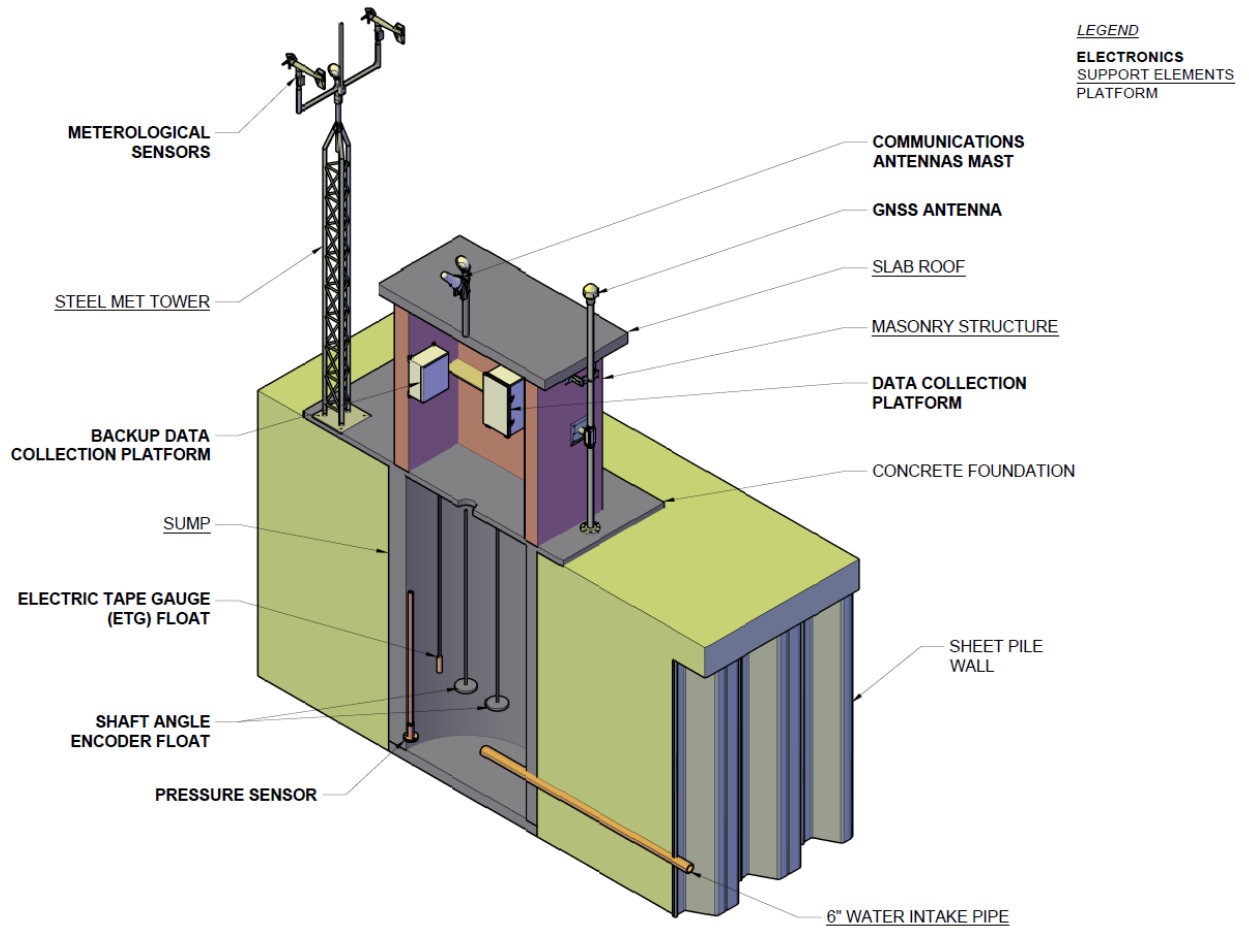 LEGEND
ELECTRONICS
SUPPORT ELEMENTS
PLATFORM
METEROLOGICAL
SENSORS
COMMUNICATIONS
ANTENNAS MAST
GNSS ANTENNA
SLAB ROOF
STEEL MET TOWER
MASONRY STRUCTURE
DATA COLLECTION
PLATFORM
BACKUP DATA
COLLECTION PLATFORM
CONCRETE FOUNDATION
SUMP
ELECTRIC TAPE GAUGE
(ETG) FLOAT
SHEET PILE
WALL
SHAFT ANGLE
ENCODER FLOAT
PRESSURE SENSOR
6" WATER INTAKE PIPE